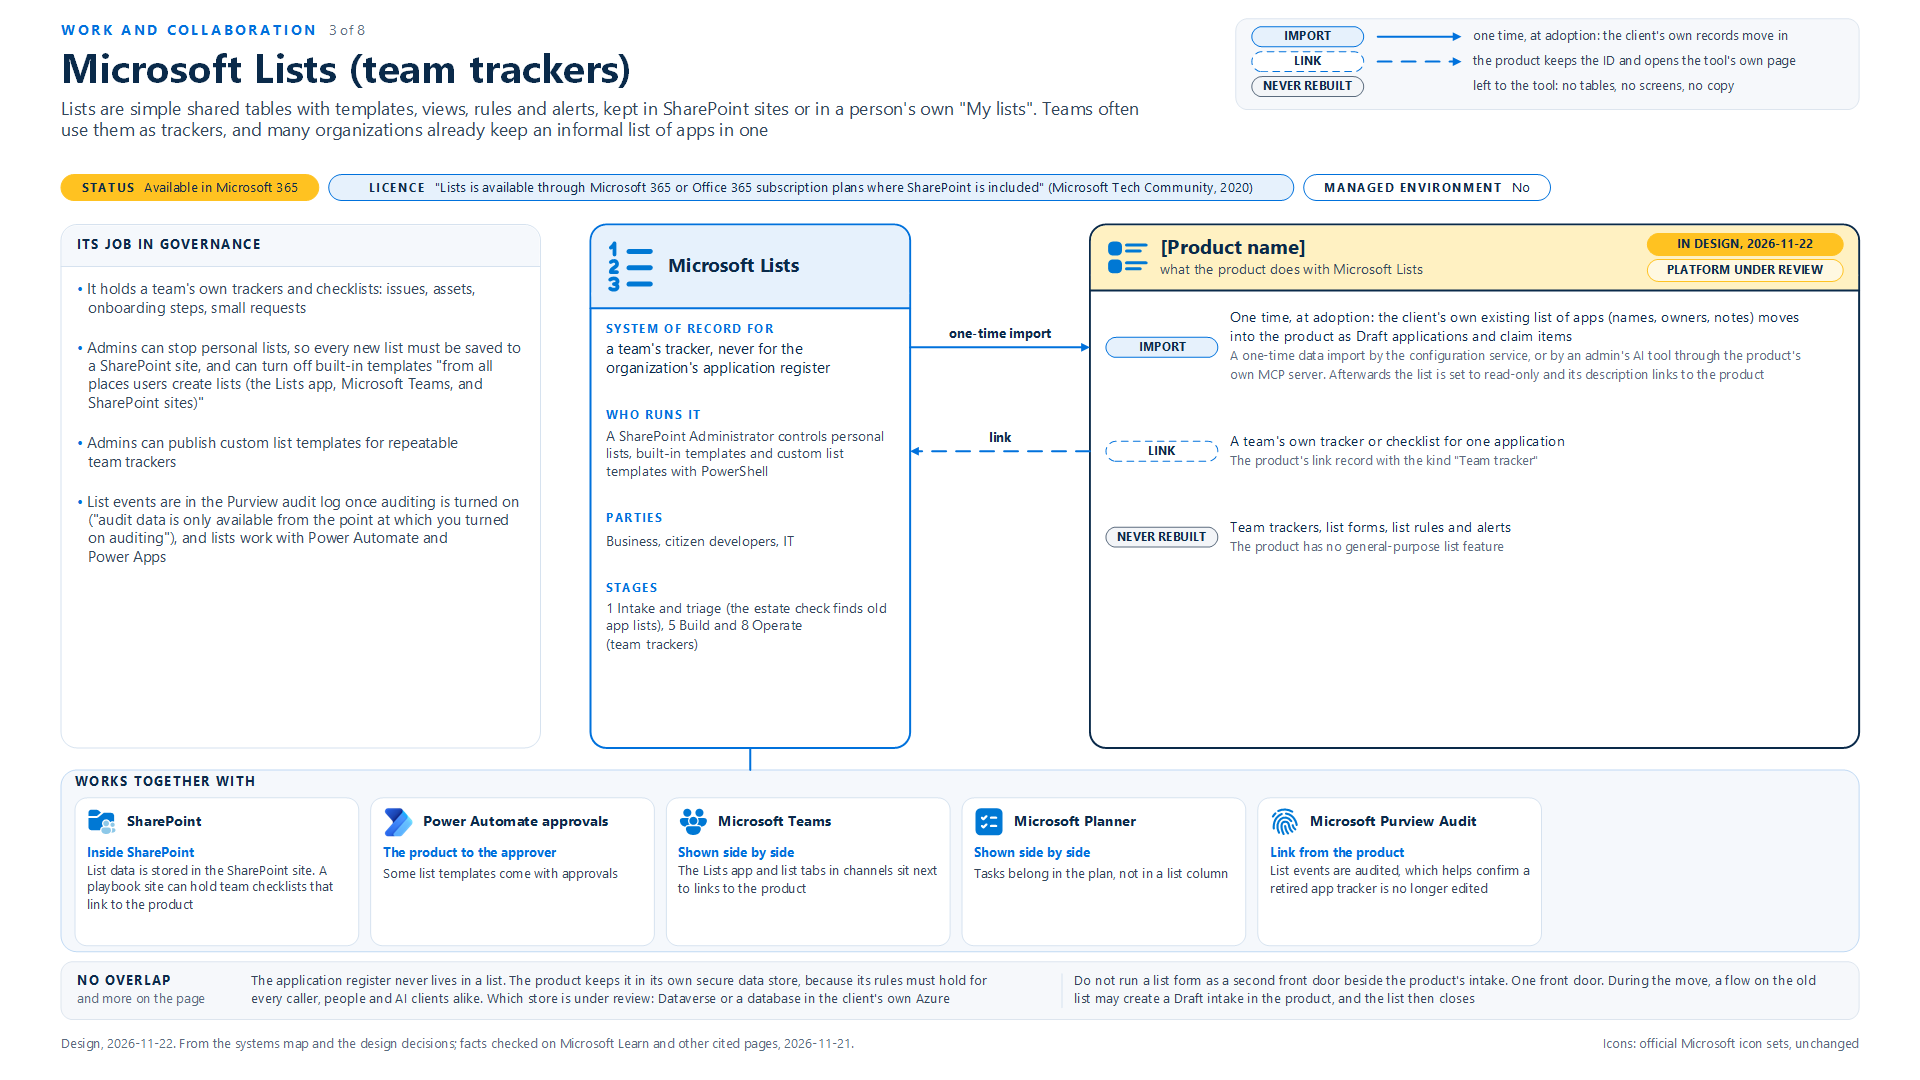 WORK AND COLLABORATION 3 of 8
Microsoft Lists (team trackers)
Lists are simple shared tables with templates, views, rules and alerts, kept in SharePoint sites or in a person's own "My lists". Teams often
use them as trackers, and many organizations already keep an informal list of apps in one
IMPORT one time, at adoption: the client's own records move in
LINK the product keeps the ID and opens the tool's own page
NEVER REBUILT left to the tool: no tables, no screens, no copy
STATUS Available in Microsoft 365
LICENCE "Lists is available through Microsoft 365 or Office 365 subscription plans where SharePoint is included" (Microsoft Tech Community, 2020)
MANAGED ENVIRONMENT No
ITS JOB IN GOVERNANCE
• It holds a team's own trackers and checklists: issues, assets,
onboarding steps, small requests
• Admins can stop personal lists, so every new list must be saved to
a SharePoint site, and can turn off built-in templates "from all
places users create lists (the Lists app, Microsoft Teams, and
SharePoint sites)"
• Admins can publish custom list templates for repeatable
team trackers
• List events are in the Purview audit log once auditing is turned on
("audit data is only available from the point at which you turned
on auditing"), and lists work with Power Automate and
Power Apps
1
2
3
Microsoft Lists
SYSTEM OF RECORD FOR
a team's tracker, never for the
organization's application register
WHO RUNS IT
A SharePoint Administrator controls personal
lists, built-in templates and custom list
templates with PowerShell
PARTIES
Business, citizen developers, IT
STAGES
1 Intake and triage (the estate check finds old
app lists), 5 Build and 8 Operate
(team trackers)
one-time import
link
[Product name]
what the product does with Microsoft Lists
IN DESIGN, 2026-11-22
PLATFORM UNDER REVIEW
IMPORT
One time, at adoption: the client's own existing list of apps (names, owners, notes) moves
into the product as Draft applications and claim items
A one-time data import by the configuration service, or by an admin's AI tool through the product's
own MCP server. Afterwards the list is set to read-only and its description links to the product
LINK
A team's own tracker or checklist for one application
The product's link record with the kind "Team tracker"
NEVER REBUILT
Team trackers, list forms, list rules and alerts
The product has no general-purpose list feature
WORKS TOGETHER WITH
SharePoint
Inside SharePoint
List data is stored in the SharePoint site. A
playbook site can hold team checklists that
link to the product
Power Automate approvals
The product to the approver
Some list templates come with approvals
Microsoft Teams
Shown side by side
The Lists app and list tabs in channels sit next
to links to the product
Microsoft Planner
Shown side by side
Tasks belong in the plan, not in a list column
Microsoft Purview Audit
Link from the product
List events are audited, which helps confirm a
retired app tracker is no longer edited
NO OVERLAP
and more on the page
The application register never lives in a list. The product keeps it in its own secure data store, because its rules must hold for
every caller, people and AI clients alike. Which store is under review: Dataverse or a database in the client's own Azure
Do not run a list form as a second front door beside the product's intake. One front door. During the move, a flow on the old
list may create a Draft intake in the product, and the list then closes
Design, 2026-11-22. From the systems map and the design decisions; facts checked on Microsoft Learn and other cited pages, 2026-11-21.
Icons: official Microsoft icon sets, unchanged